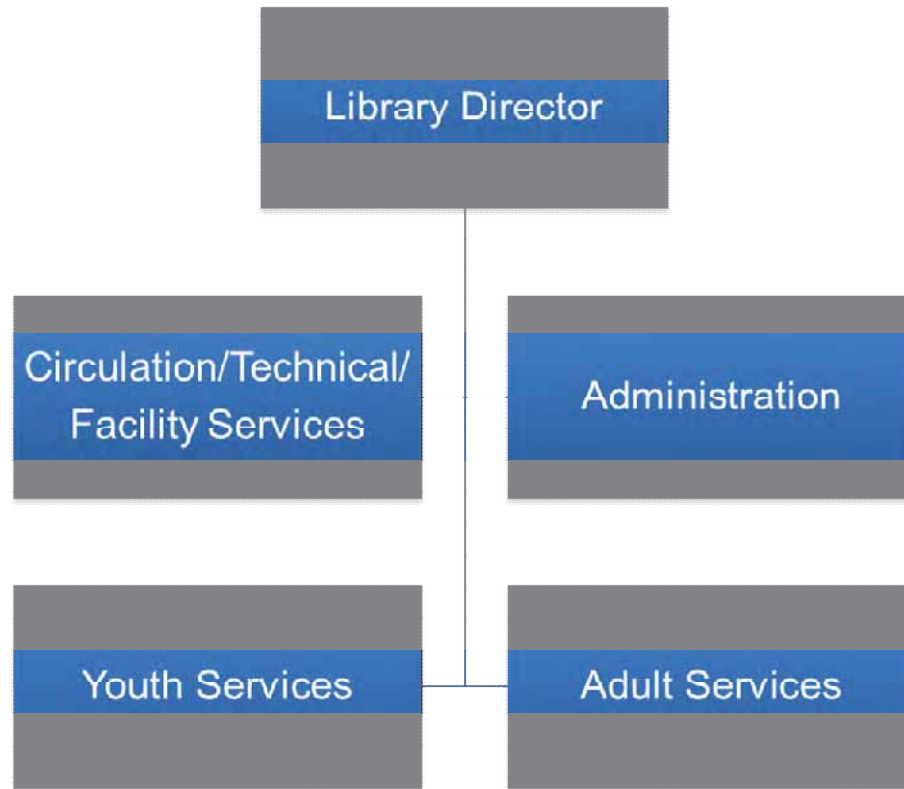 Library Director
Circulation/Technical/
Facility Services
Administration
Youth Services
Adult Services